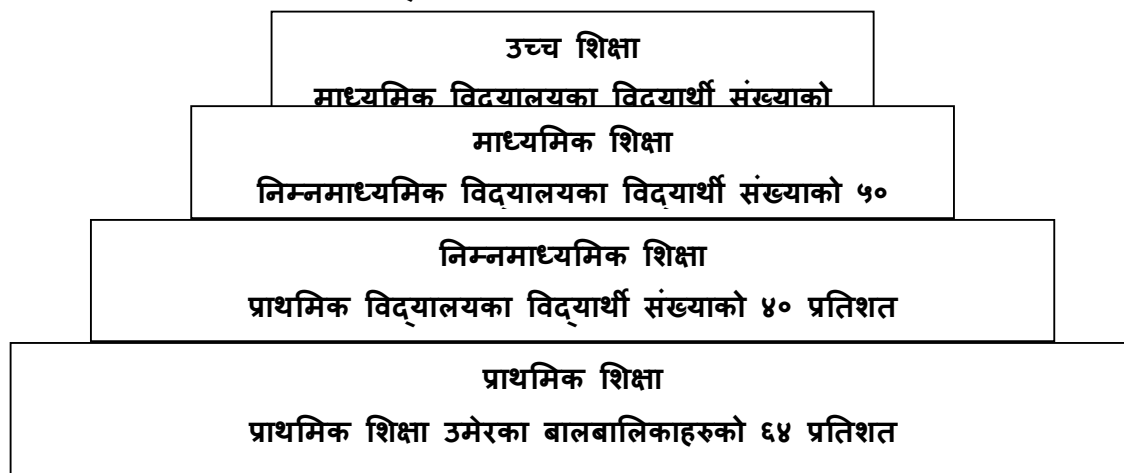 उच्च शिक्षा
माध्यमिक विद्यालयका विद्यार्थी संख्याको
माध्यमिक शिक्षा
निम्नमाध्यमिक विद्यालयका विद्यार्थी संख्याको ५०
निम्नमाध्यमिक शिक्षा
प्राथमिक विद्यालयका विद्यार्थी संख्याको ४० प्रतिशत
प्राथमिक शिक्षा
प्राथमिक शिक्षा उमेरका बालबालिकाहरुको ६४ प्रतिशत